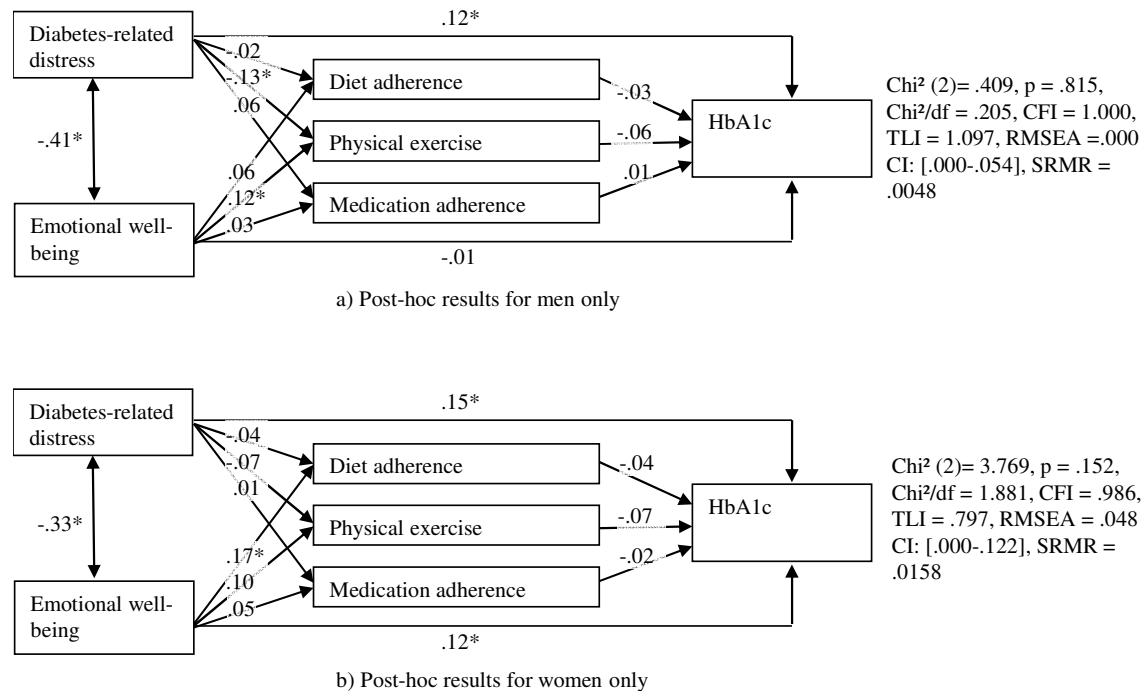 .12*
Diabetes-related
distress
-.02
-.13*
.06
Diet adherence
-.03
HbA1c
Chi² (2)= .409, p = .815,
Chi²/df = .205, CFI = 1.000,
TLI = 1.097, RMSEA =.000
CI: [.000-.054], SRMR =
.0048
-.41*
Physical exercise
-.06
.06
.12*
.03
Medication adherence
.01
Emotional well-
being
-.01
a) Post-hoc results for men only
.15*
Diabetes-related
distress
-.04
-.07
.01
Diet adherence
-.04
HbA1c
Chi² (2)= 3.769, p = .152,
Chi²/df = 1.881, CFI = .986,
TLI = .797, RMSEA = .048
CI: [.000-.122], SRMR =
.0158
-.33*
Physical exercise
-.07
.17*
.10
.05
Medication adherence
-.02
Emotional well-
being
.12*
b) Post-hoc results for women only